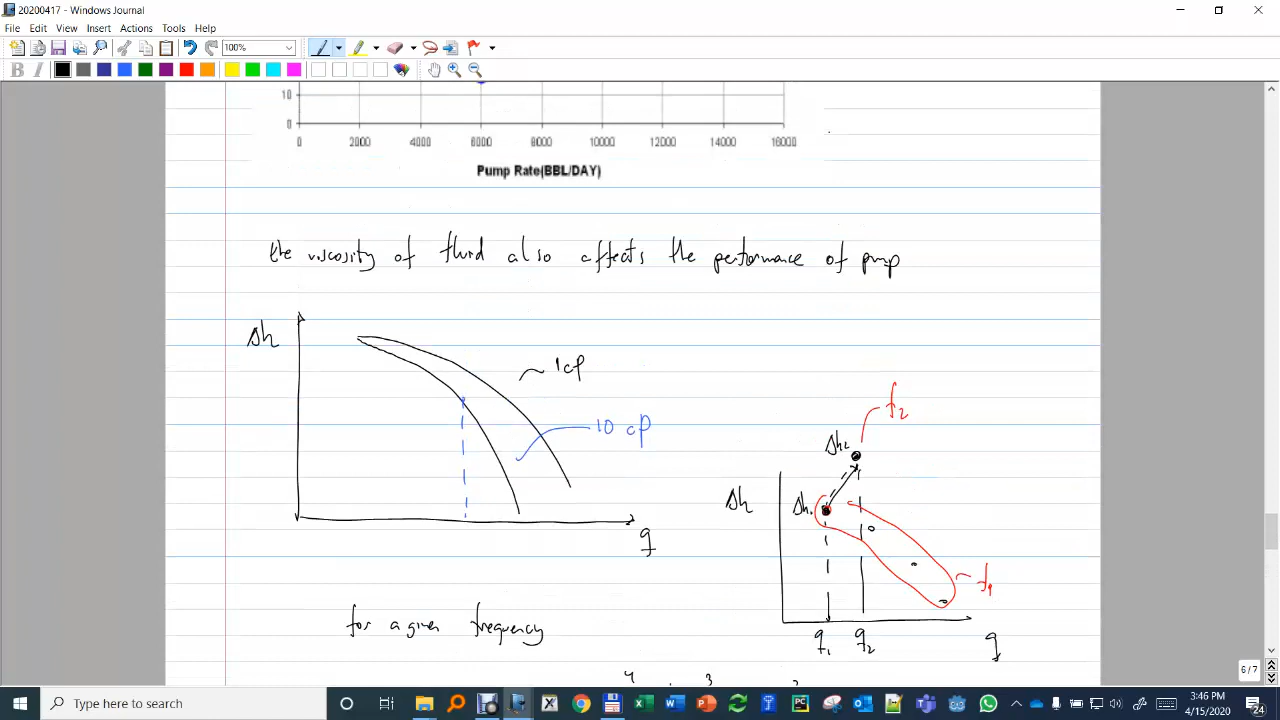 20200417 - Windows Journal
File Edit View Insert Actions Tools Help
100%
10
0
0 2000 4000 6000 8000 10000 12000 14000 16000
Pump Rate(BBL/DAY)
the viscosity of fluid also affects the performance of pump
Δh
~ 1cP
10 cP
q
for a given frequency
f2
Δh2
Δh
Δh1
f1
q1 q2
q
4 3 2
6 / 7
Type here to search
3:46 PM
4/15/2020
24